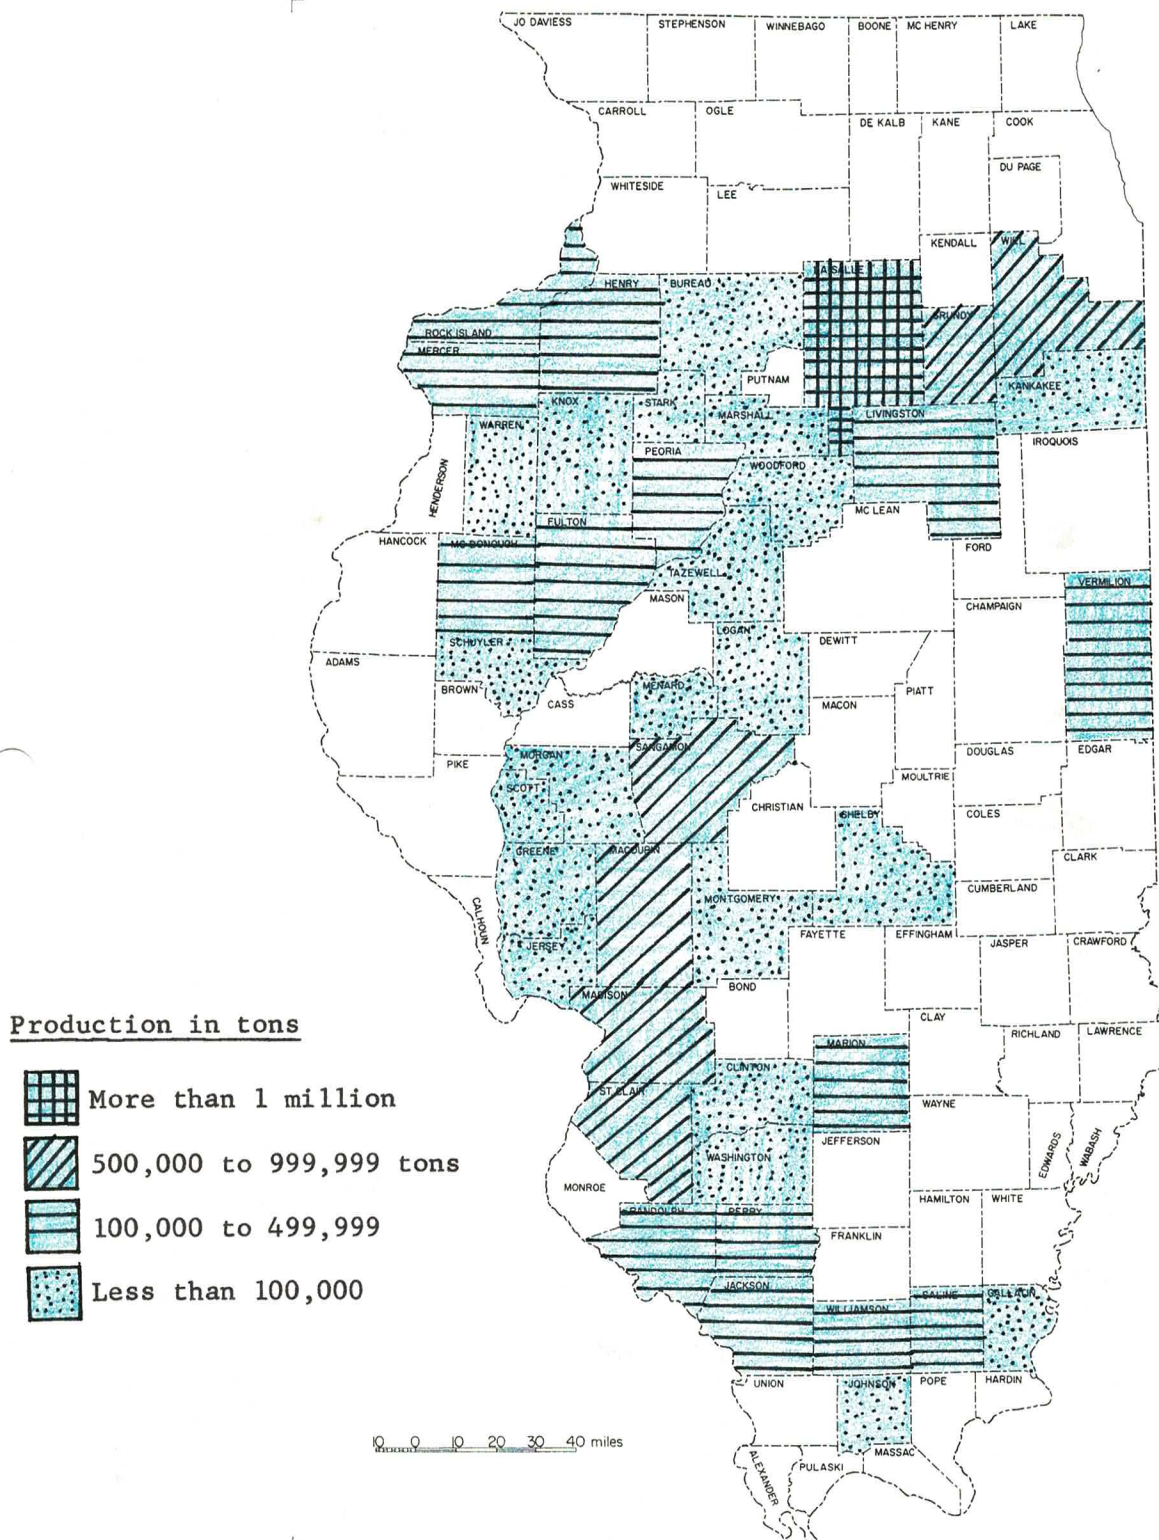 JO DAVIESS
STEPHENSON
WINNEBAGO
BOONE
MC HENRY
LAKE
CARROLL
OGLE
DE KALB
KANE
COOK
DU PAGE
WHITESIDE
LEE
KENDALL
WILL
LA SALLE
HENRY
BUREAU
GRUNDY
ROCK ISLAND
MERCER
PUTNAM
KANKAKEE
KNOX
STARK
MARSHALL
LIVINGSTON
WARREN
IROQUOIS
PEORIA
WOODFORD
HENDERSON
MC LEAN
FULTON
HANCOCK
MC DONOUGH
FORD
TAZEWELL
VERMILION
MASON
CHAMPAIGN
LOGAN
DEWITT
SCHUYLER
ADAMS
MENARD
BROWN
PIATT
CASS
MACON
SANGAMON
MORGAN
DOUGLAS
EDGAR
PIKE
MOULTRIE
SCOTT
CHRISTIAN
SHELBY
COLES
GREENE
MACOUPIN
CLARK
CUMBERLAND
MONTGOMERY
CALHOUN
FAYETTE
EFFINGHAM
JASPER
CRAWFORD
JERSEY
BOND
MADISON
CLAY
RICHLAND
LAWRENCE
MARION
CLINTON
ST. CLAIR
WAYNE
JEFFERSON
EDWARDS
WABASH
WASHINGTON
MONROE
HAMILTON
WHITE
RANDOLPH
PERRY
FRANKLIN
JACKSON
WILLIAMSON
SALINE
GALLATIN
UNION
JOHNSON
POPE
HARDIN
MASSAC
PULASKI
ALEXANDER
Production in tons
More than 1 million
500,000 to 999,999 tons
100,000 to 499,999
Less than 100,000
10 0 10 20 30 40 miles